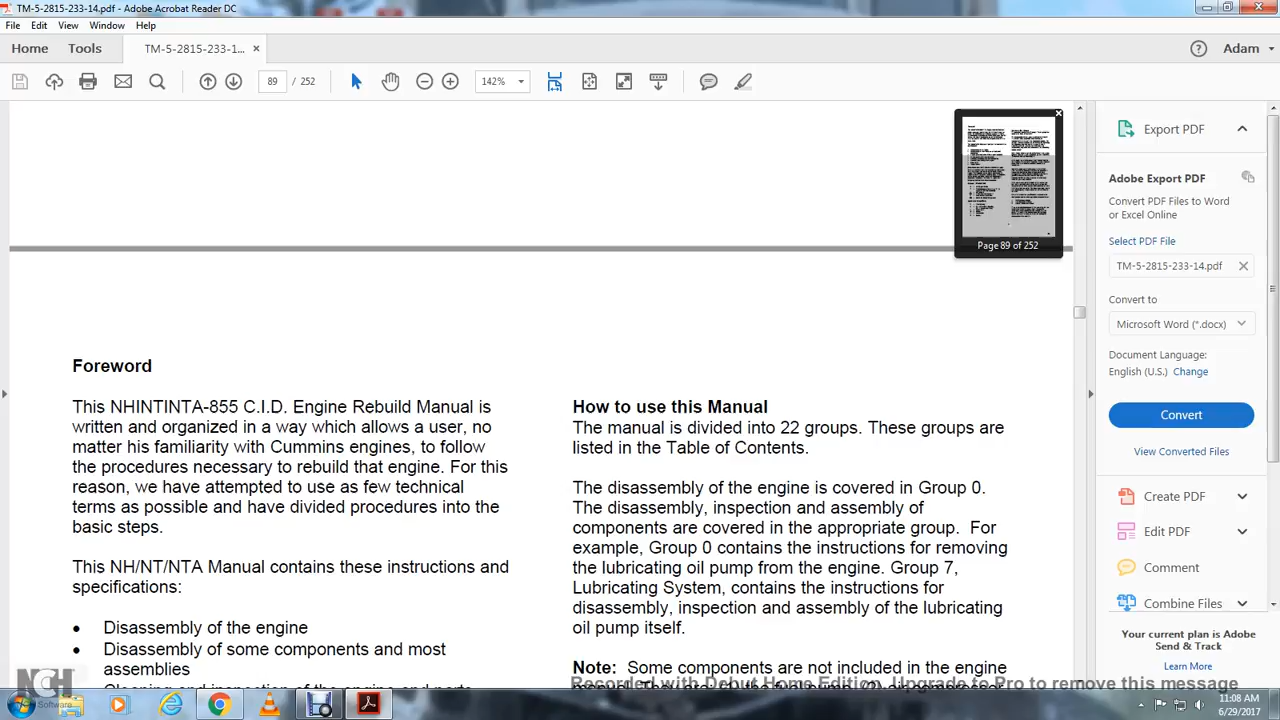 TM-5-2815-233-14.pdf - Adobe Acrobat Reader DC
File Edit View Window Help
Home Tools TM-5-2815-233-1... × Adam
89 / 252 142%
Page 89 of 252
Export PDF
Adobe Export PDF
Convert PDF Files to Word
or Excel Online
Select PDF File
TM-5-2815-233-14.pdf
Convert to
Microsoft Word (*.docx)
Document Language:
English (U.S.) Change
Convert
View Converted Files
Create PDF
Edit PDF
Comment
Combine Files
Your current plan is Adobe
Send & Track
Learn More
Foreword
This NHINTINTA-855 C.I.D. Engine Rebuild Manual is
written and organized in a way which allows a user, no
matter his familiarity with Cummins engines, to follow
the procedures necessary to rebuild that engine. For this
reason, we have attempted to use as few technical
terms as possible and have divided procedures into the
basic steps.
This NH/NT/NTA Manual contains these instructions and
specifications:
• Disassembly of the engine
• Disassembly of some components and most
assemblies
How to use this Manual
The manual is divided into 22 groups. These groups are
listed in the Table of Contents.
The disassembly of the engine is covered in Group 0.
The disassembly, inspection and assembly of
components are covered in the appropriate group. For
example, Group 0 contains the instructions for removing
the lubricating oil pump from the engine. Group 7,
Lubricating System, contains the instructions for
disassembly, inspection and assembly of the lubricating
oil pump itself.
Note: Some components are not included in the engine
NCH Software
Recorded with Debut Home Edition. Upgrade to Pro to remove this message
11:08 AM
6/29/2017